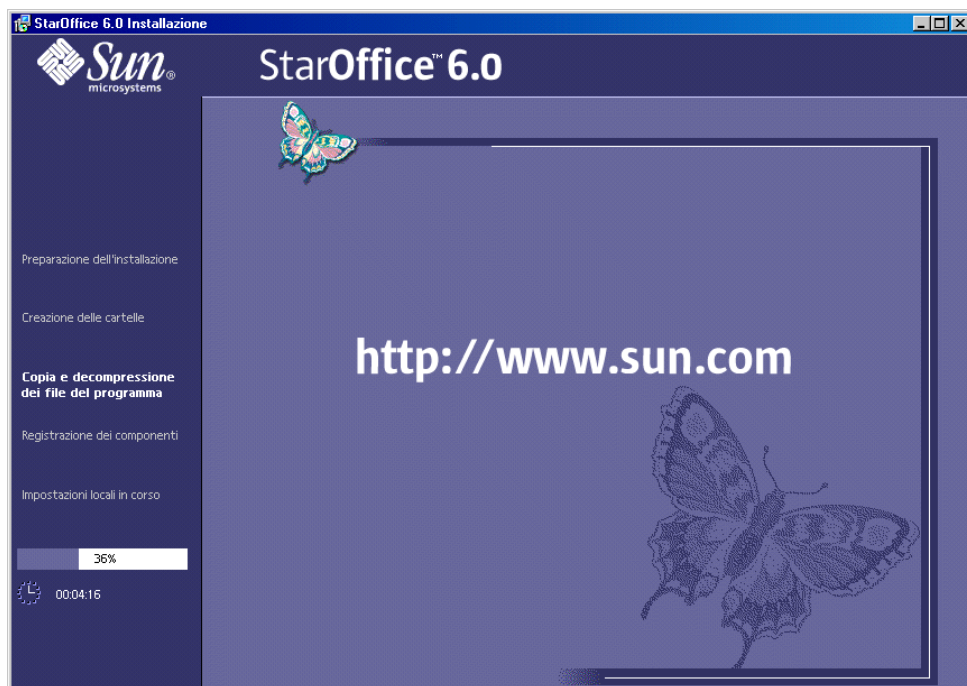 StarOffice 6.0 Installazione
Sun®
microsystems
StarOffice™ 6.0
Preparazione dell'installazione
Creazione delle cartelle
Copia e decompressione
dei file del programma
Registrazione dei componenti
Impostazioni locali in corso
36%
00:04:16
http://www.sun.com